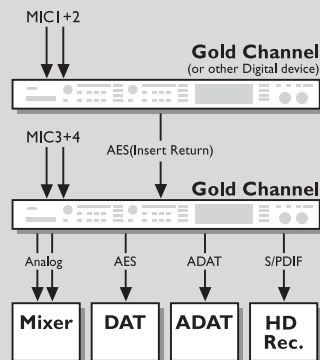 MIC1+2
Gold Channel
(or other Digital device)
MIC3+4
AES(Insert Return)
Gold Channel
Analog AES ADAT S/PDIF
Mixer DAT ADAT HD
Rec.